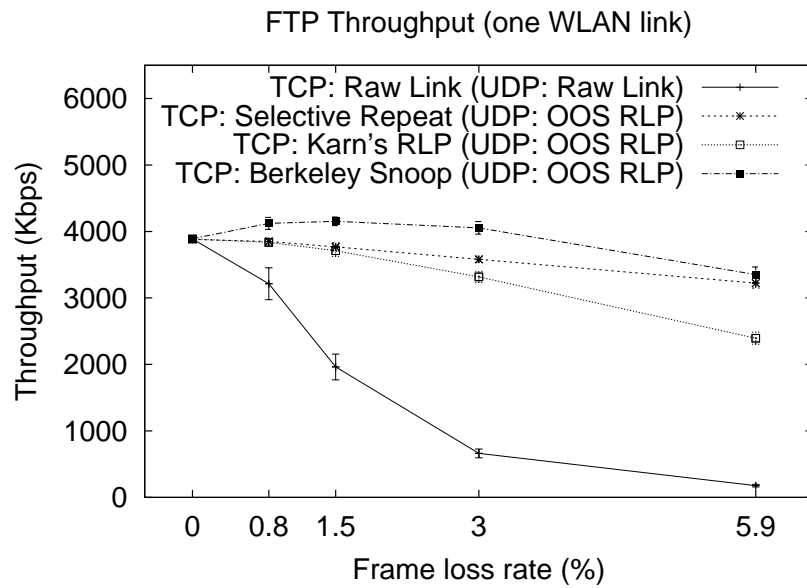 FTP Throughput (one WLAN link)
TCP: Raw Link (UDP: Raw Link)
TCP: Selective Repeat (UDP: OOS RLP)
TCP: Karn's RLP (UDP: OOS RLP)
TCP: Berkeley Snoop (UDP: OOS RLP)
Throughput (Kbps)
6000
5000
4000
3000
2000
1000
0
0 0.8 1.5 3 5.9
Frame loss rate (%)